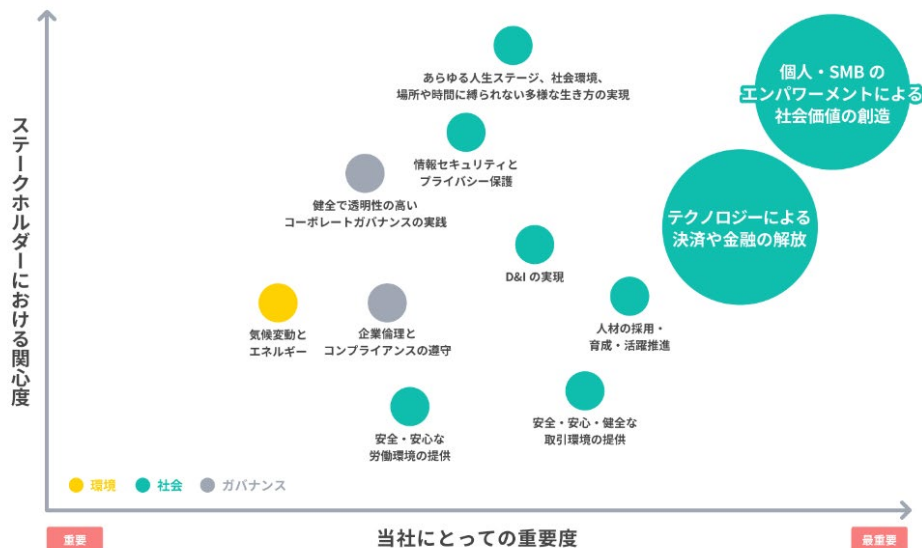 ステークホルダーにおける関心度
あらゆる人生ステージ、社会環境、
場所や時間に縛られない多様な生き方の実現
個人・SMB の
エンパワーメントによる
社会価値の創造
情報セキュリティと
プライバシー保護
健全で透明性の高い
コーポレートガバナンスの実践
テクノロジーによる
決済や金融の解放
D&I の実現
気候変動と
エネルギー
企業倫理と
コンプライアンスの遵守
人材の採用・
育成・活躍推進
安全・安心な
労働環境の提供
安全・安心・健全な
取引環境の提供
環境 社会 ガバナンス
重要
当社にとっての重要度
最重要